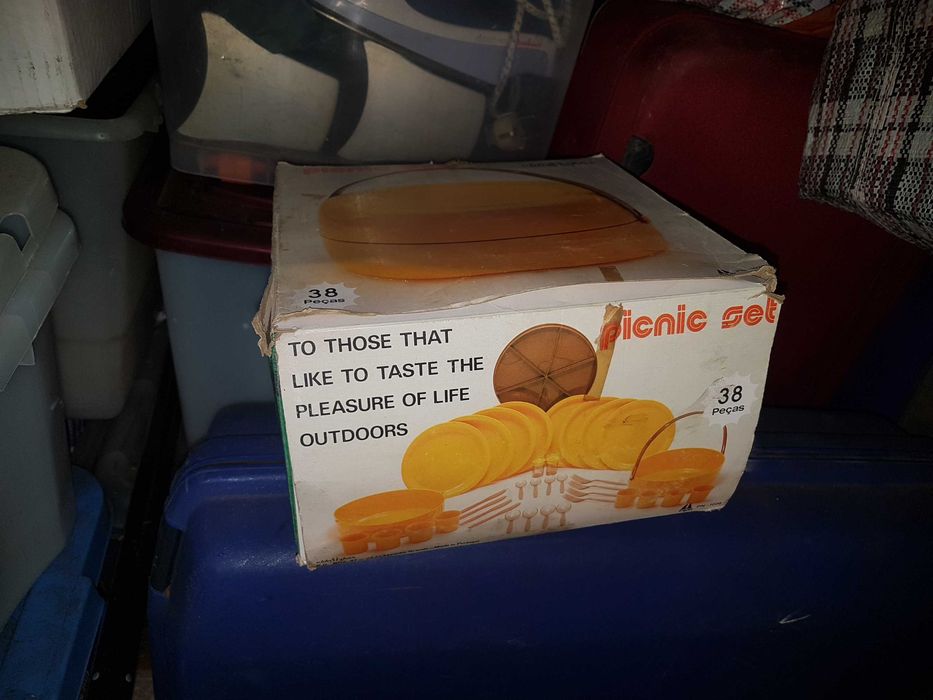 38
Peças
TO THOSE THAT
LIKE TO TASTE THE
PLEASURE OF LIFE
OUTDOORS
picnic set
38
Peças